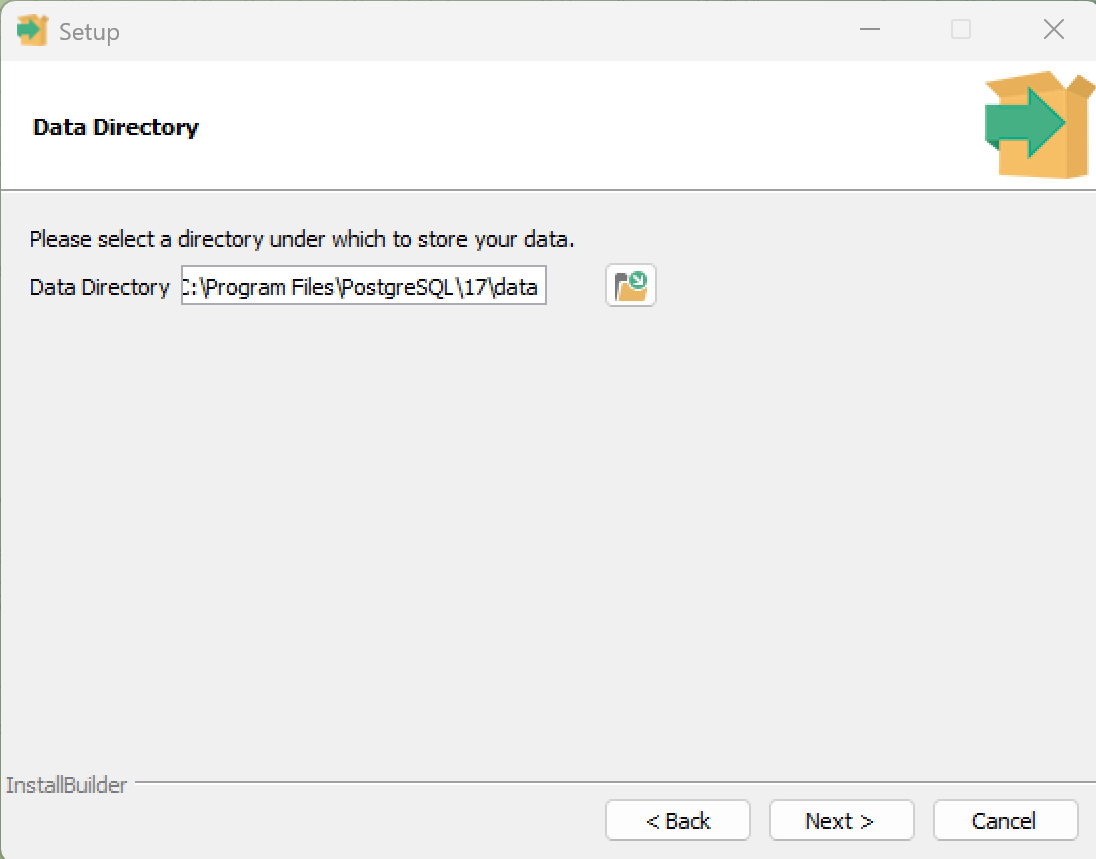 Setup
Data Directory
Please select a directory under which to store your data.
Data Directory C:\Program Files\PostgreSQL\17\data
InstallBuilder
< Back Next > Cancel